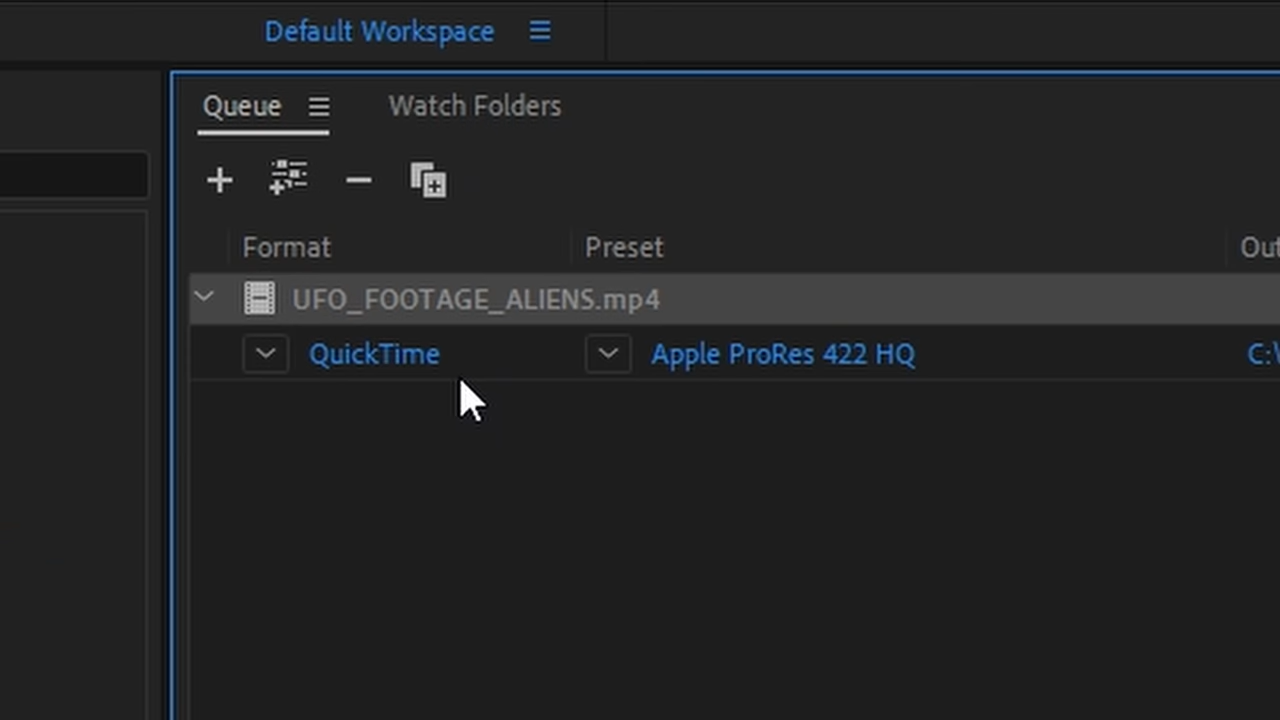 Default Workspace
Queue Watch Folders
Format Preset
UFO_FOOTAGE_ALIENS.mp4
QuickTime Apple ProRes 422 HQ C:\